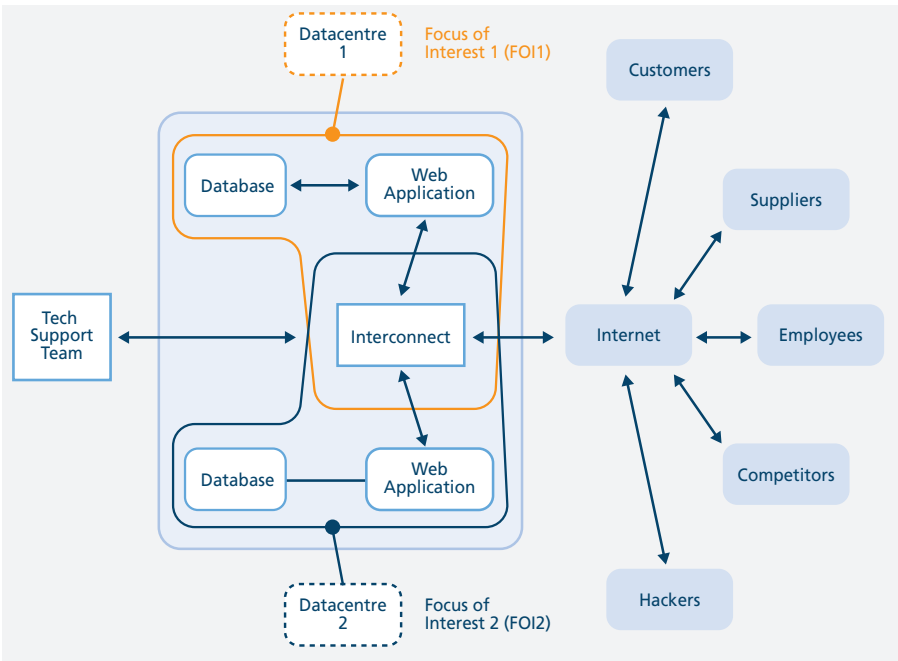 Datacentre
1
Focus of
Interest 1 (FOI1)
Customers
Database
Web
Application
Suppliers
Tech
Support
Team
Interconnect
Internet
Employees
Database
Web
Application
Competitors
Datacentre
2
Focus of
Interest 2 (FOI2)
Hackers